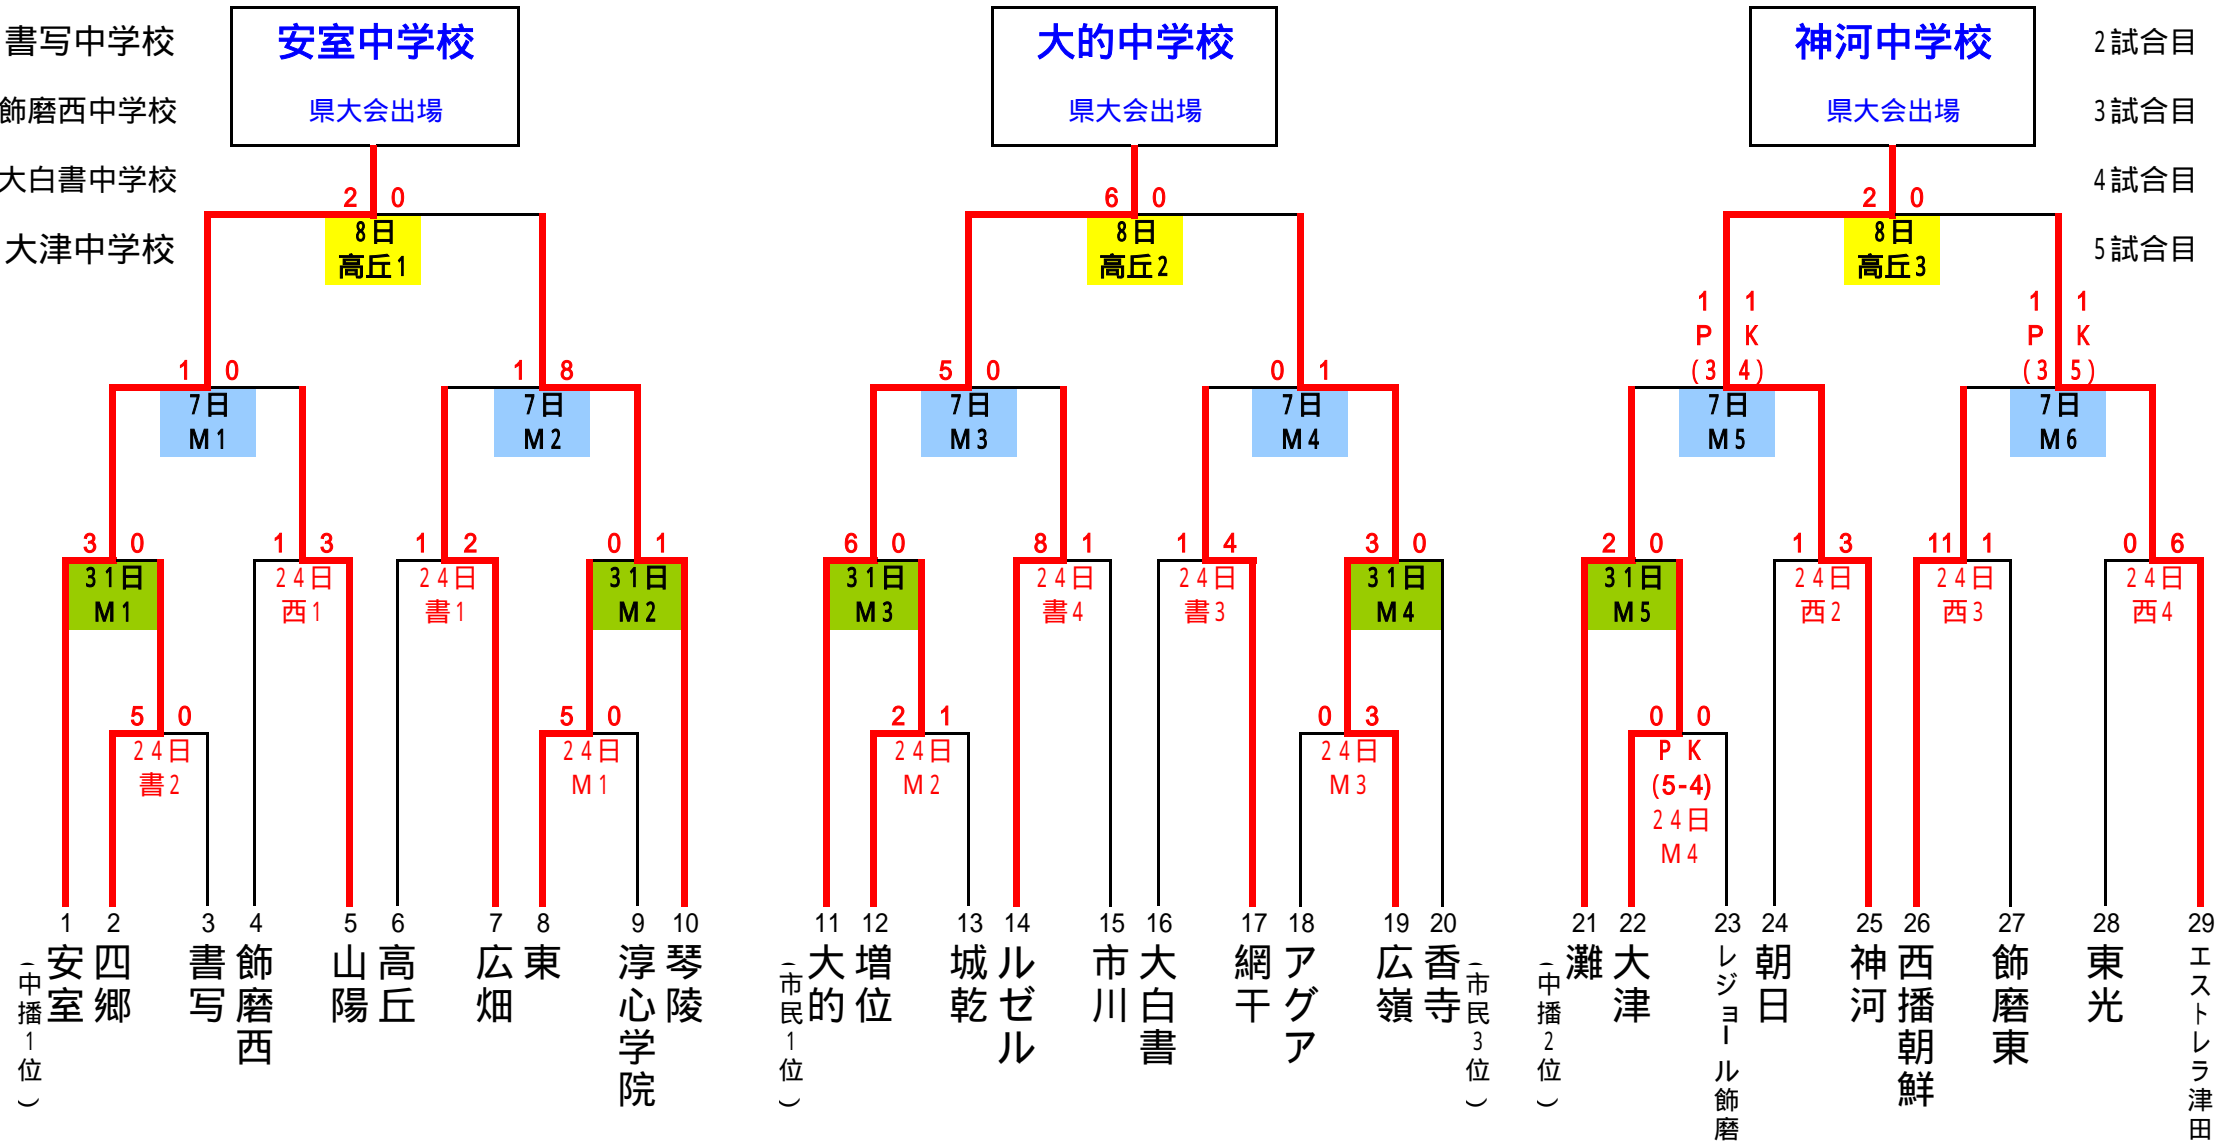 書写中学校
飾磨西中学校
大白書中学校
大津中学校
安室中学校
県大会出場
大的中学校
県大会出場
神河中学校
県大会出場
2試合目
3試合目
4試合目
5試合目
2 0
8日
高丘1
6 0
8日
高丘2
2 0
8日
高丘3
1 0
7日
M1
1 8
7日
M2
5 0
7日
M3
0 1
7日
M4
1 1
P K
(3 4)
7日
M5
1 1
P K
(3 5)
7日
M6
3 0
31日
M1
1 3
24日
西1
1 2
24日
書1
0 1
31日
M2
6 0
31日
M3
8 1
24日
書4
1 4
24日
書3
3 0
31日
M4
2 0
31日
M5
1 3
24日
西2
11 1
24日
西3
0 6
24日
西4
5 0
24日
書2
5 0
24日
M1
2 1
24日
M2
0 3
24日
M3
0 0
P K
(5-4)
24日
M4
1 2 3 4 5 6 7 8 9 10 11 12 13 14 15 16 17 18 19 20 21 22 23 24 25 26 27 28 29
(中播1位)
安室
四郷
書写
飾磨西
山陽
高丘
広畑
東
淳心学院
琴陵
(市民1位)
大的
増位
城乾
ルゼル
市川
大白書
網干
アグア
広嶺
香寺
(市民3位)
(中播2位)
灘
大津
レジョール飾磨
朝日
神河
西播朝鮮
飾磨東
東光
エストレラ津田